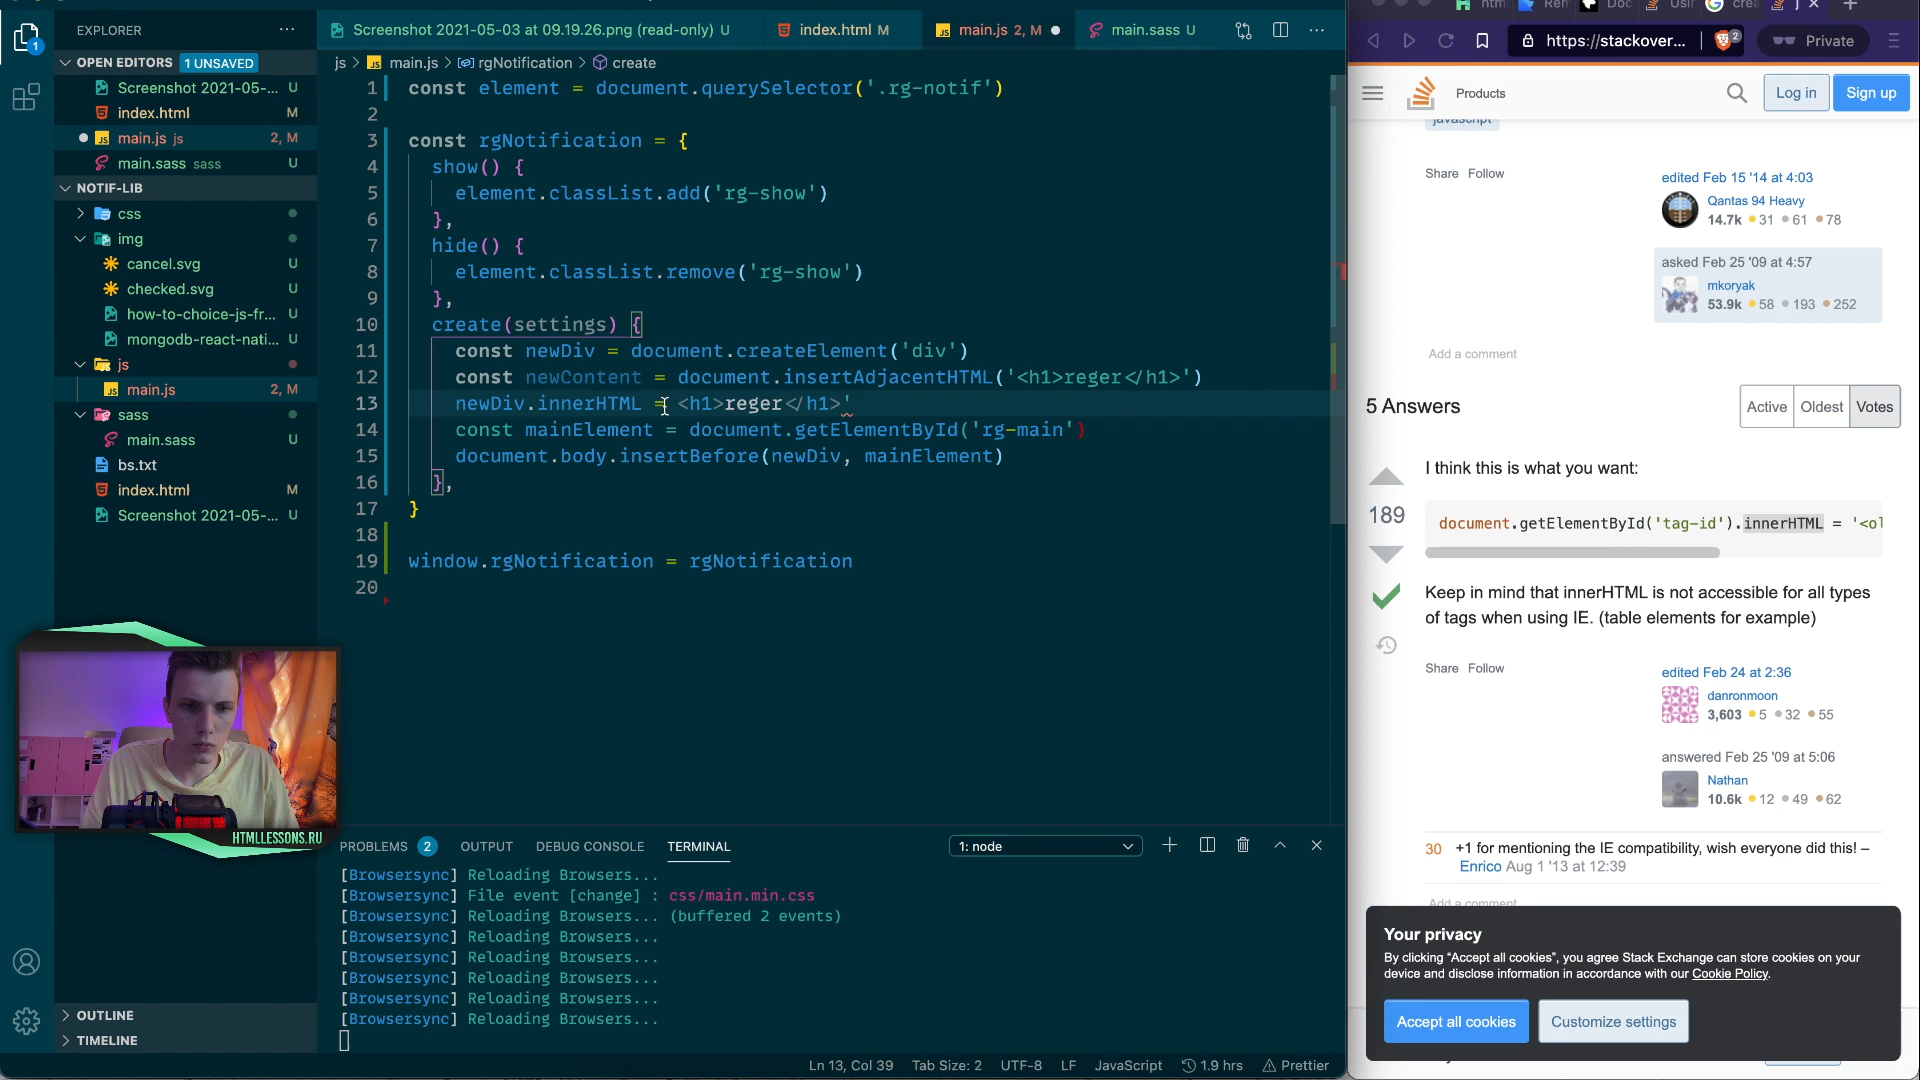 EXPLORER
OPEN EDITORS 1 UNSAVED
Screenshot 2021-05-... U
index.html M
main.js js 2, M
main.sass sass U
NOTIF-LIB
css
img
cancel.svg U
checked.svg U
how-to-choice-js-fr... U
mongodb-react-nati... U
js
main.js 2, M
sass
main.sass U
bs.txt
index.html M
Screenshot 2021-05-... U
HTMLLESSONS.RU
OUTLINE
TIMELINE
Screenshot 2021-05-03 at 09.19.26.png (read-only) U
index.html M
main.js 2, M
main.sass U
js > main.js > rgNotification > create
1 const element = document.querySelector('.rg-notif')
2
3 const rgNotification = {
4 show() {
5 element.classList.add('rg-show')
6 },
7 hide() {
8 element.classList.remove('rg-show')
9 },
10 create(settings) {
11 const newDiv = document.createElement('div')
12 const newContent = document.insertAdjacentHTML('<h1>reger</h1>')
13 newDiv.innerHTML = <h1>reger</h1>'
14 const mainElement = document.getElementById('rg-main')
15 document.body.insertBefore(newDiv, mainElement)
16 },
17 }
18
19 window.rgNotification = rgNotification
20
PROBLEMS 2 OUTPUT DEBUG CONSOLE TERMINAL 1: node
[Browsersync] Reloading Browsers...
[Browsersync] File event [change] : css/main.min.css
[Browsersync] Reloading Browsers... (buffered 2 events)
[Browsersync] Reloading Browsers...
[Browsersync] Reloading Browsers...
[Browsersync] Reloading Browsers...
[Browsersync] Reloading Browsers...
[Browsersync] Reloading Browsers...
Ln 13, Col 39 Tab Size: 2 UTF-8 LF JavaScript 1.9 hrs Prettier
https://stackover... 2 Private
Products Log in Sign up
javascript
Share Follow
edited Feb 15 '14 at 4:03
Qantas 94 Heavy
14.7k 31 61 78
asked Feb 25 '09 at 4:57
mkoryak
53.9k 58 193 252
Add a comment
5 Answers Active Oldest Votes
189
I think this is what you want:
document.getElementById('tag-id').innerHTML = '<ol
Keep in mind that innerHTML is not accessible for all types
of tags when using IE. (table elements for example)
Share Follow
edited Feb 24 at 2:36
danronmoon
3,603 5 32 55
answered Feb 25 '09 at 5:06
Nathan
10.6k 12 49 62
30 +1 for mentioning the IE compatibility, wish everyone did this! –
Enrico Aug 1 '13 at 12:39
Add a comment
Your privacy
By clicking “Accept all cookies”, you agree Stack Exchange can store cookies on your
device and disclose information in accordance with our Cookie Policy.
Accept all cookies Customize settings